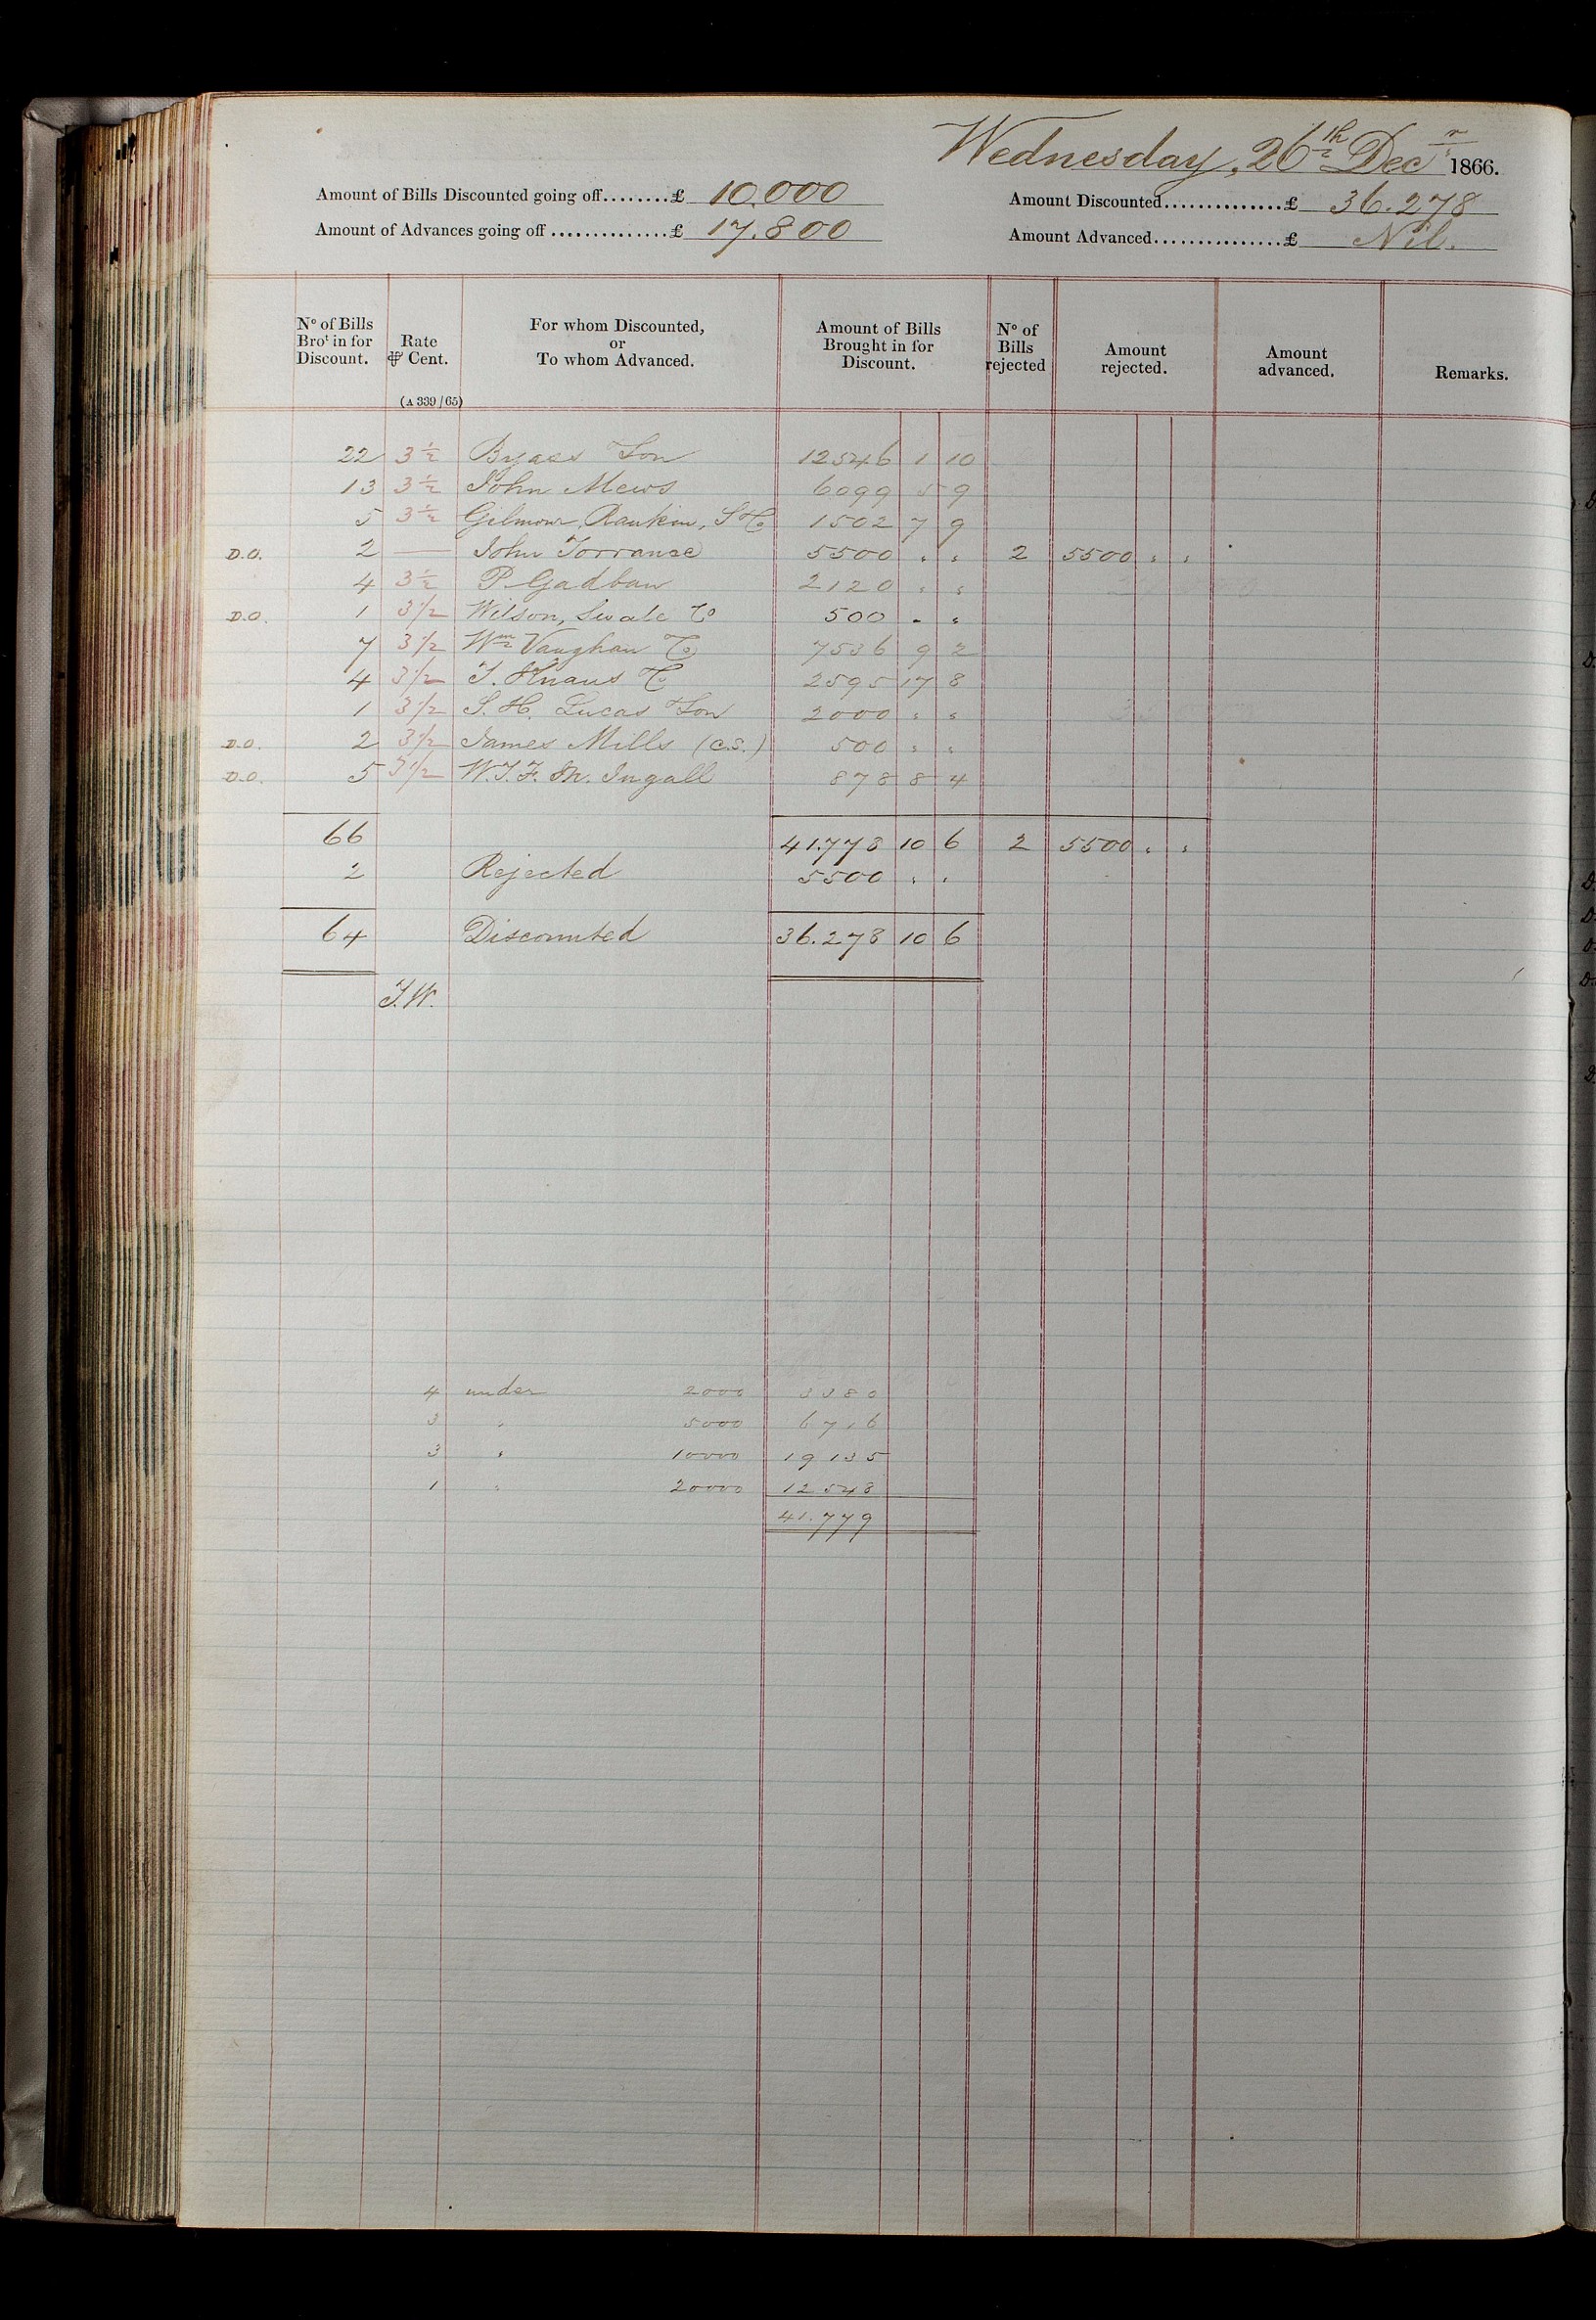 Wednesday, 26th Decr 1866.
Amount of Bills Discounted going off........£ 10,000 Amount Discounted..............£ 36.278
Amount of Advances going off..............£ 17.800 Amount Advanced...............£ Nil.
No of Bills Brot in for Discount. Rate ⅌ Cent. (A 339/65) For whom Discounted, or To whom Advanced. Amount of Bills Brought in for Discount. No of Bills rejected Amount rejected. Amount advanced. Remarks.
22 3½ Byass & Son 12546 1 10
13 3½ John Mews 6099 5 9
5 3½ Gilmour, Rankin, S & Co 1502 7 9
D.O. 2 — John Torrance 5500 " " 2 5500 " "
4 3½ P. Gadban 2120 " "
D.O. 1 3½ Wilson, Swale & Co 500 " "
7 3½ Wm Vaughan & Co 7536 9 2
4 3½ T. Knaus & Co 2595 17 8
1 3½ S. H. Lucas & Son 2000 " "
D.O. 2 3½ James Mills (c.s.) 500 " "
D.O. 5 3½ W.T.F.M. Ingall 878 8 4
66 41.778 10 6 2 5500 " "
2 Rejected 5500 " "
64 Discounted 36.278 10 6
J.W.
4 under 2000 3380
3 " 5000 6716
3 " 10000 19135
1 " 20000 12548
41.779